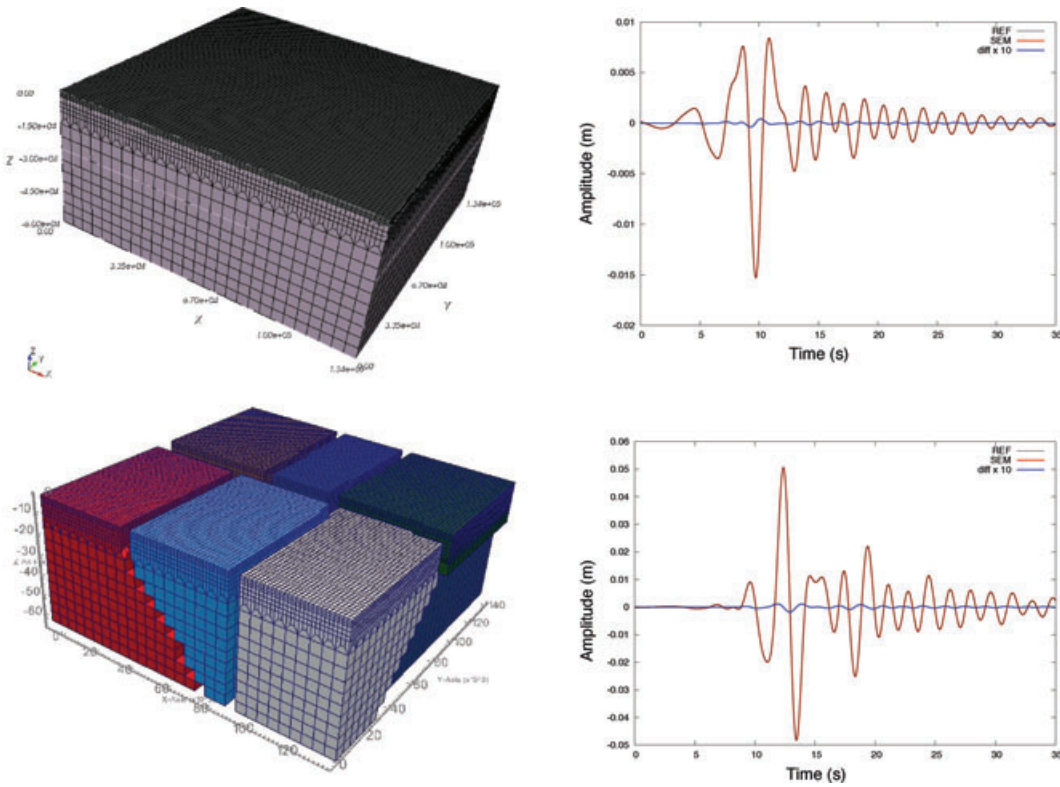 0.00
-1.50e+04
-3.00e+04
-4.50e+04
-6.00e+04
0.00
Z
3.35e+04
6.70e+04
X
1.00e+05
1.34e+05
0.00
3.35e+04
6.70e+04
Y
1.00e+05
1.34e+05
Z
Y
X
0.01
0.005
0
-0.005
-0.01
-0.015
-0.02
Amplitude (m)
REF
SEM
diff x 10
0 5 10 15 20 25 30 35
Time (s)
-10
-20
-30
-40
-50
-60
0
20
40
60
80
100
120
0
20
40
60
80
100
120
140
0.06
0.05
0.04
0.03
0.02
0.01
0
-0.01
-0.02
-0.03
-0.04
-0.05
Amplitude (m)
REF
SEM
diff x 10
0 5 10 15 20 25 30 35
Time (s)